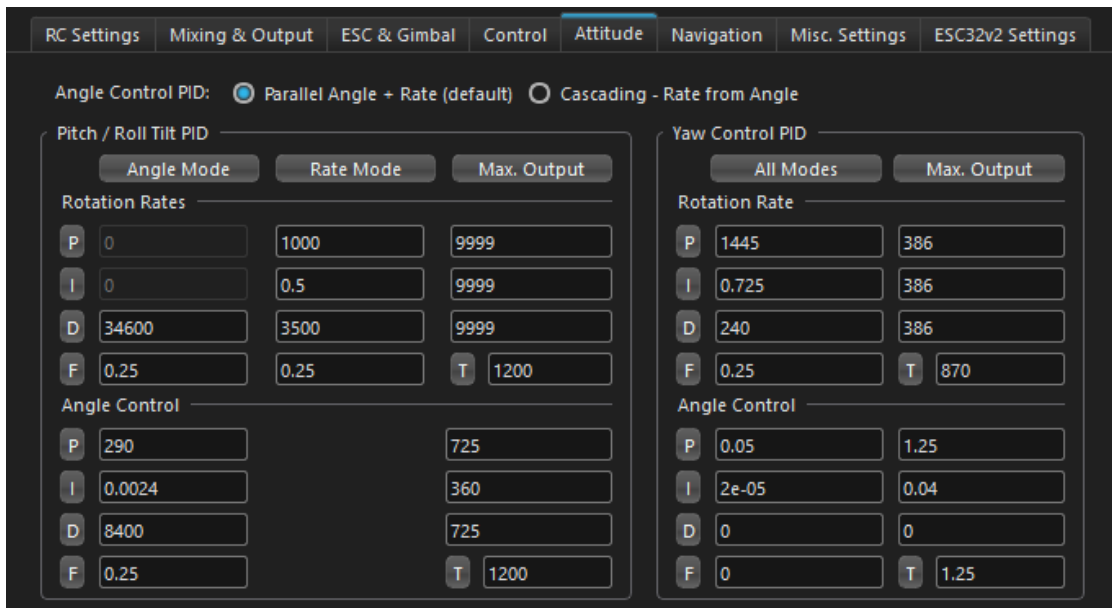 RC Settings Mixing & Output ESC & Gimbal Control Attitude Navigation Misc. Settings ESC32v2 Settings
Angle Control PID: Parallel Angle + Rate (default) Cascading - Rate from Angle
Pitch / Roll Tilt PID
Angle Mode Rate Mode Max. Output
Rotation Rates
P 0 1000 9999
I 0 0.5 9999
D 34600 3500 9999
F 0.25 0.25 T 1200
Angle Control
P 290 725
I 0.0024 360
D 8400 725
F 0.25 T 1200
Yaw Control PID
All Modes Max. Output
Rotation Rate
P 1445 386
I 0.725 386
D 240 386
F 0.25 T 870
Angle Control
P 0.05 1.25
I 2e-05 0.04
D 0 0
F 0 T 1.25